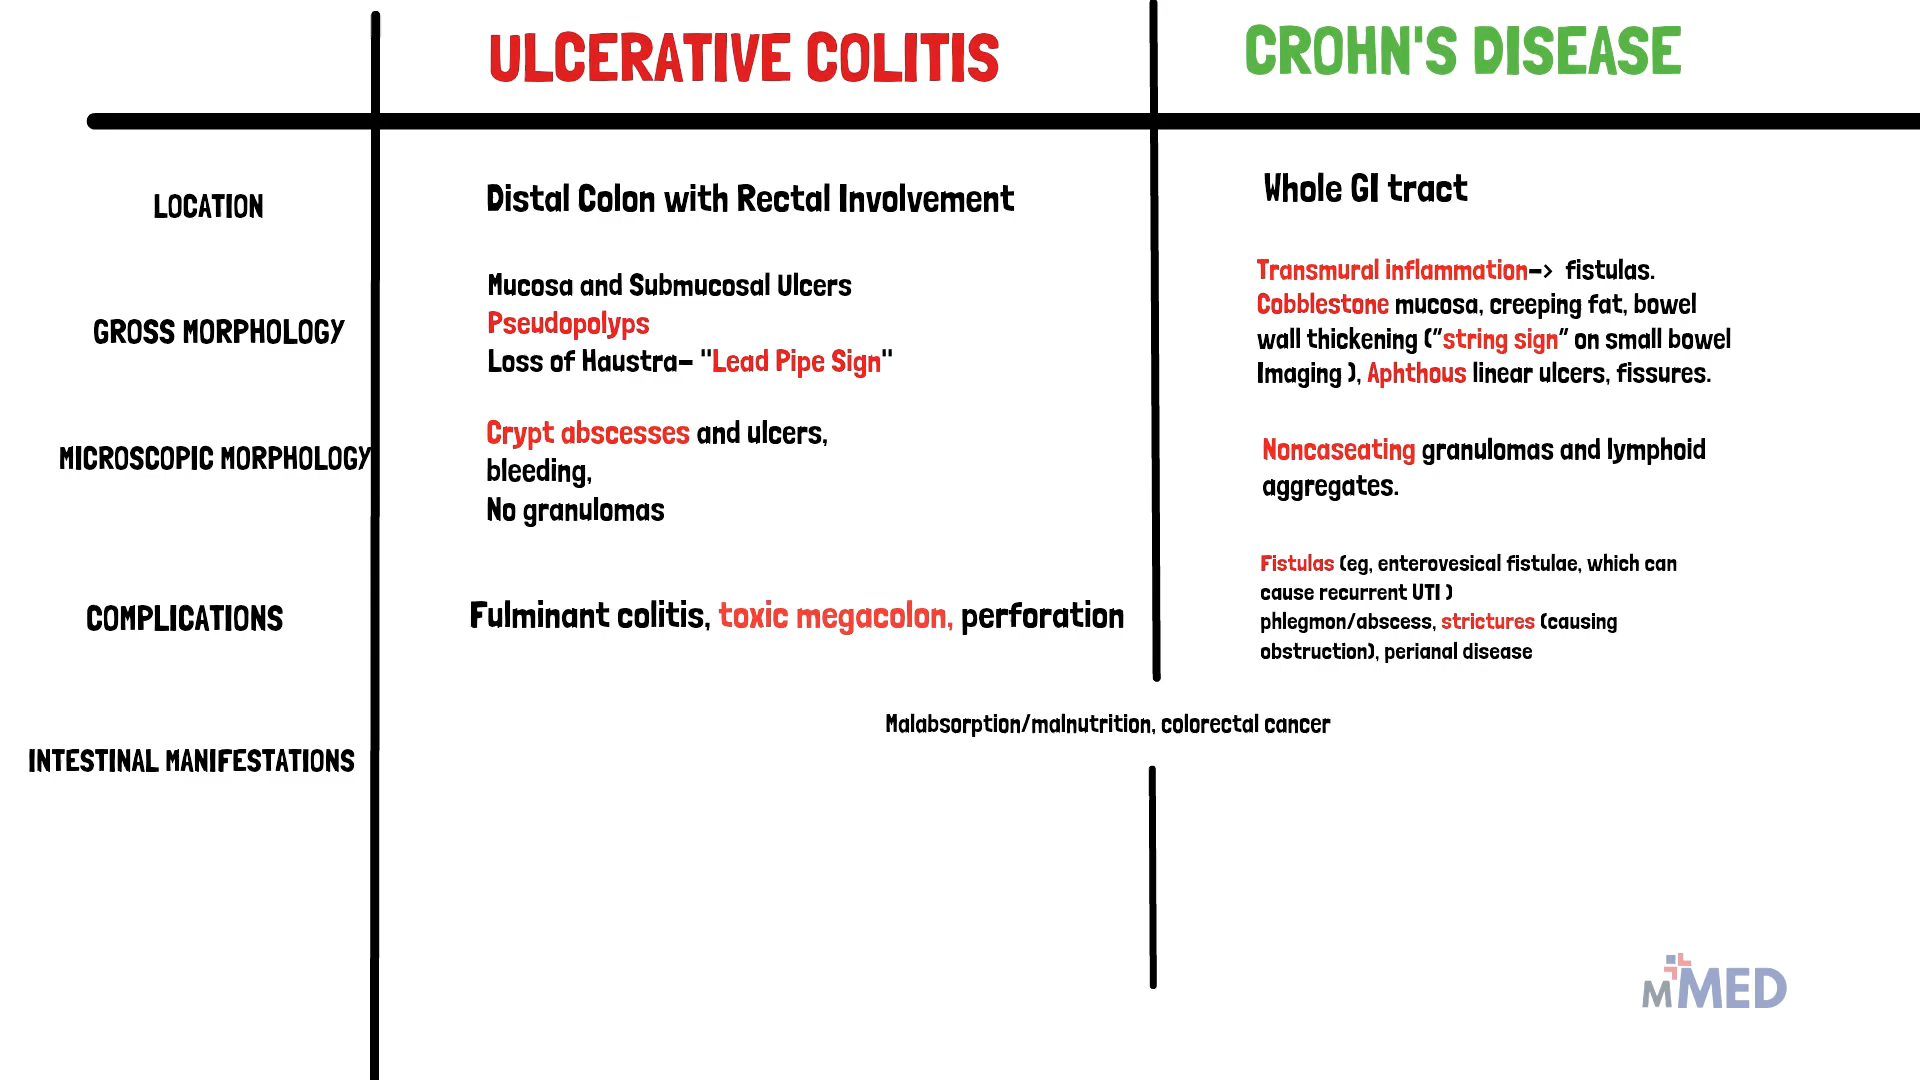 ULCERATIVE COLITIS
CROHN'S DISEASE
LOCATION
Distal Colon with Rectal Involvement
Whole GI tract
GROSS MORPHOLOGY
Mucosa and Submucosal Ulcers
Pseudopolyps
Loss of Haustra– "Lead Pipe Sign"
Transmural inflammation–> fistulas.
Cobblestone mucosa, creeping fat, bowel
wall thickening (“string sign” on small bowel
Imaging ), Aphthous linear ulcers, fissures.
MICROSCOPIC MORPHOLOGY
Crypt abscesses and ulcers,
bleeding,
No granulomas
Noncaseating granulomas and lymphoid
aggregates.
COMPLICATIONS
Fulminant colitis, toxic megacolon, perforation
Fistulas (eg, enterovesical fistulae, which can
cause recurrent UTI )
phlegmon/abscess, strictures (causing
obstruction), perianal disease
Malabsorption/malnutrition, colorectal cancer
INTESTINAL MANIFESTATIONS
MMED